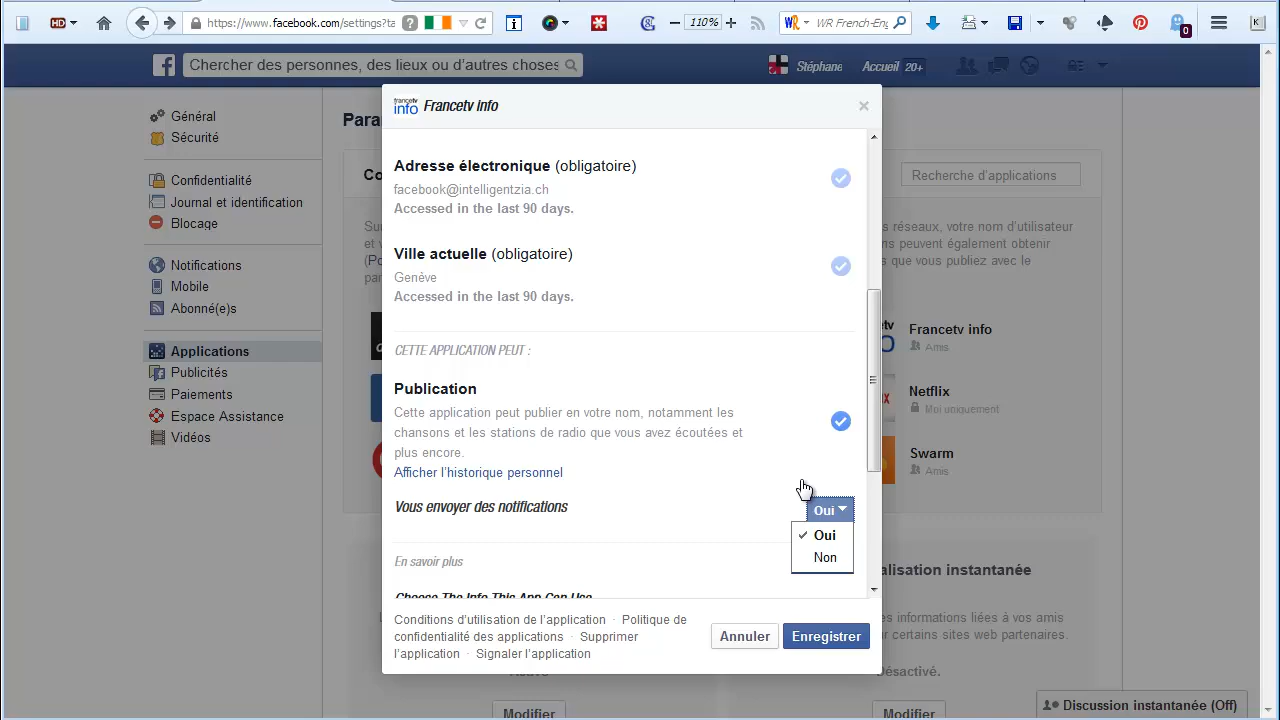 HD
https://www.facebook.com/settings?ta
110%
WR French-Eng
0
Chercher des personnes, des lieux ou d'autres choses
Stéphane
Accueil 20+
Général
Sécurité
Confidentialité
Journal et identification
Blocage
Notifications
Mobile
Abonné(e)s
Applications
Publicités
Paiements
Espace Assistance
Vidéos
Para
Co
Recherche d'applications
francetv info
Francetv info
Adresse électronique (obligatoire)
facebook@intelligentzia.ch
Accessed in the last 90 days.
Ville actuelle (obligatoire)
Genève
Accessed in the last 90 days.
CETTE APPLICATION PEUT :
Publication
Cette application peut publier en votre nom, notamment les
chansons et les stations de radio que vous avez écoutées et
plus encore.
Afficher l'historique personnel
Vous envoyer des notifications
Oui
Oui
Non
En savoir plus
Choose The Info This App Can Use
Conditions d'utilisation de l'application · Politique de
confidentialité des applications · Supprimer
l'application · Signaler l'application
Annuler
Enregistrer
réseaux, votre nom d'utilisateur
ns peuvent également obtenir
s que vous publiez avec le
Francetv info
Amis
Netflix
Moi uniquement
Swarm
Amis
alisation instantanée
s informations liées à vos amis
ur certains sites web partenaires.
Désactivé.
Modifier
Modifier
Discussion instantanée (Off)